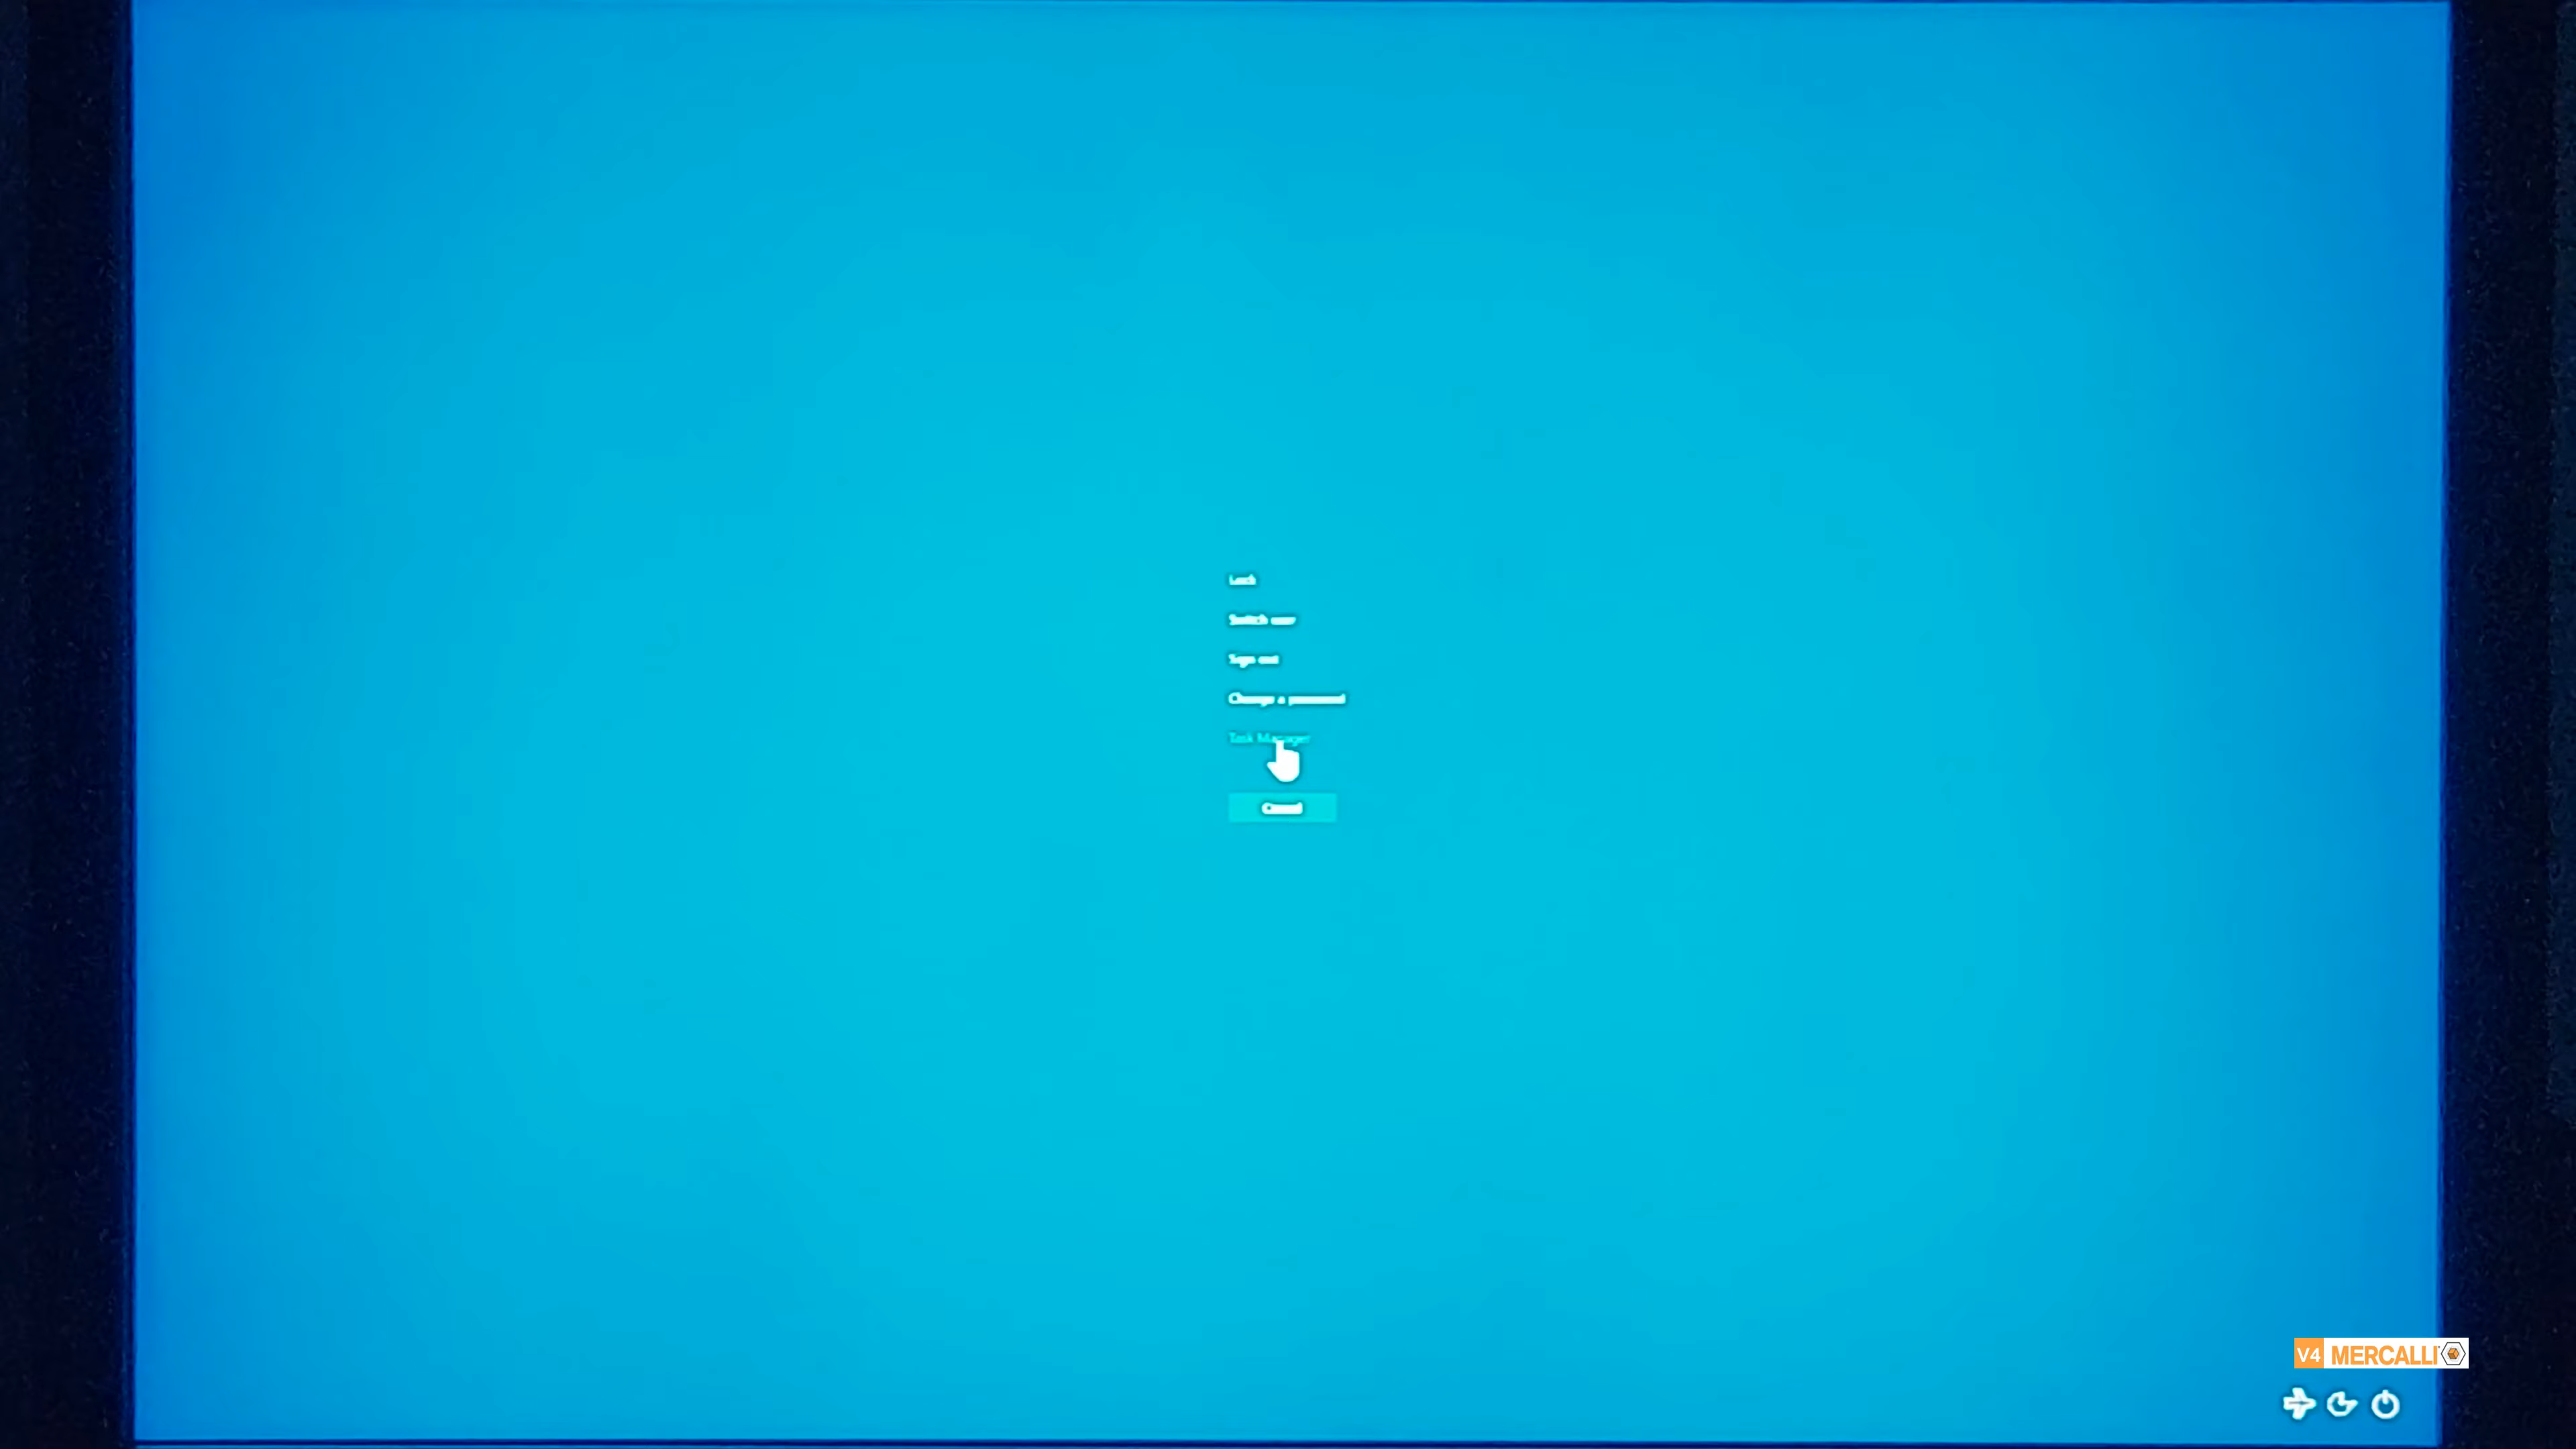 Lock
Switch user
Sign out
Change a password
Task Manager
Cancel
V4 MERCALLI